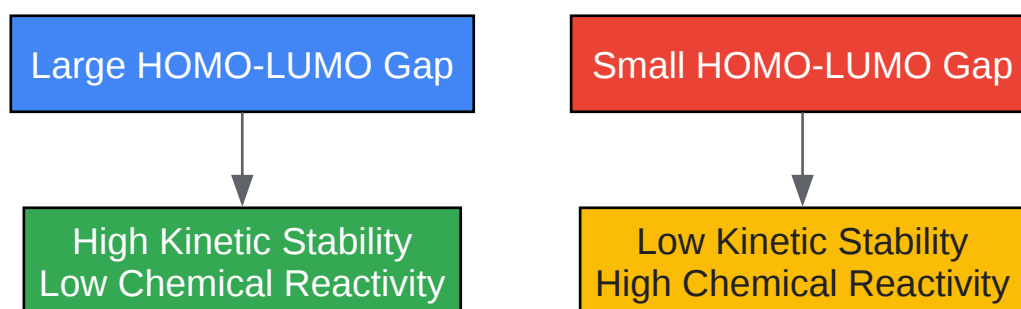 Large HOMO-LUMO Gap
Small HOMO-LUMO Gap
High Kinetic Stability
Low Chemical Reactivity
Low Kinetic Stability
High Chemical Reactivity